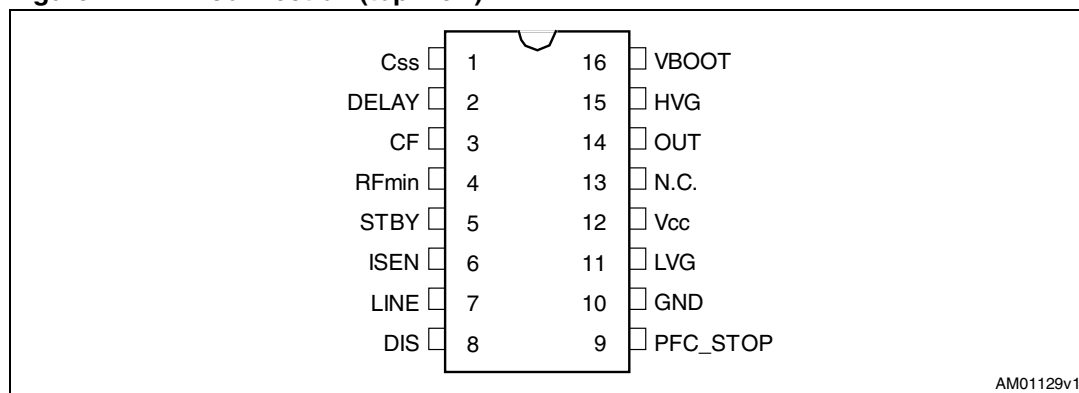 Css 1 16 VBOOT
DELAY 2 15 HVG
CF 3 14 OUT
RFmin 4 13 N.C.
STBY 5 12 Vcc
ISEN 6 11 LVG
LINE 7 10 GND
DIS 8 9 PFC_STOP
AM01129v1